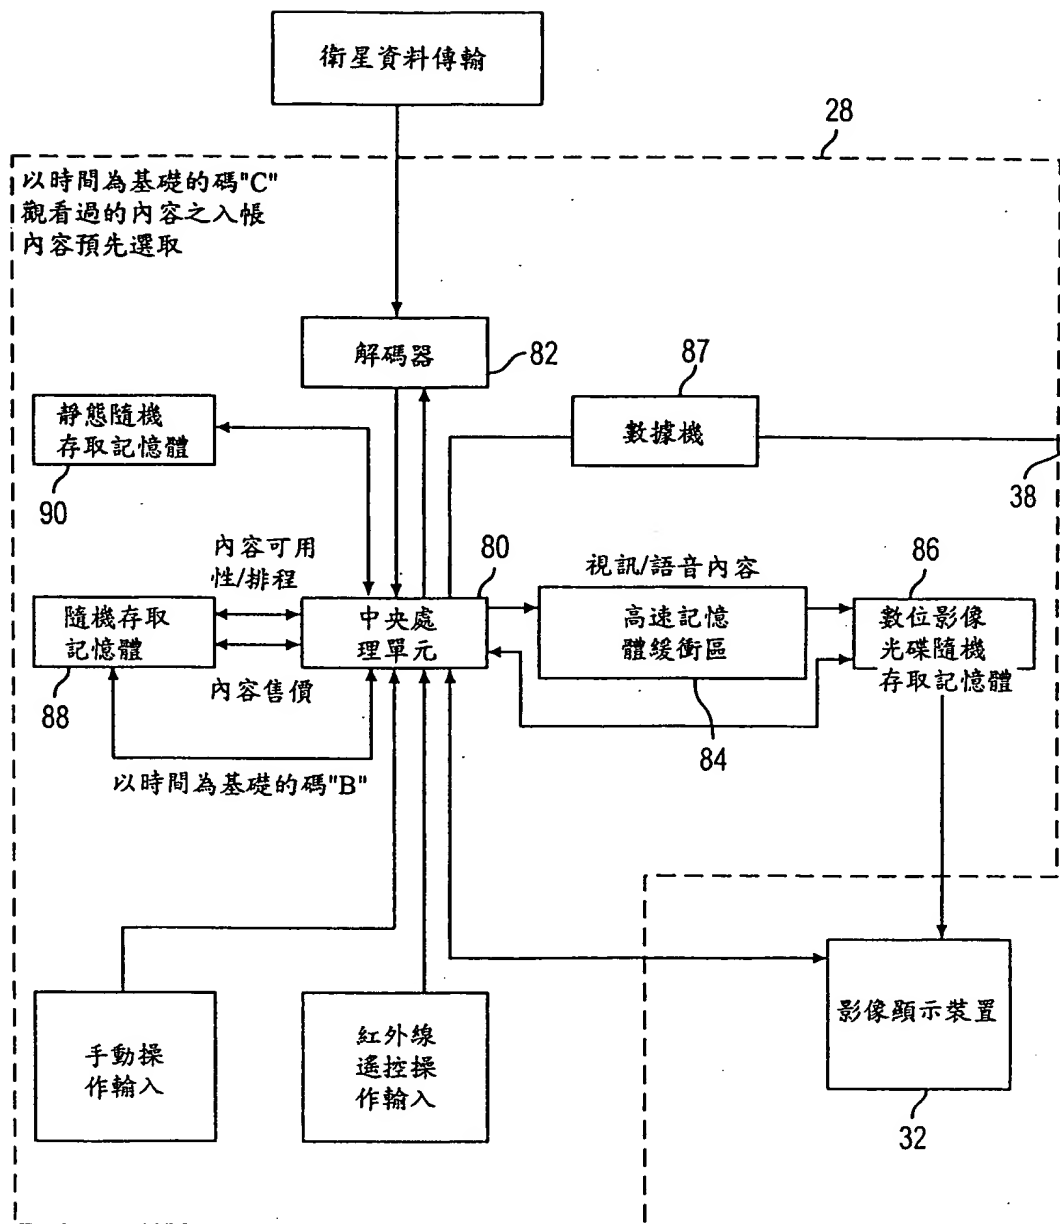 衛星資料傳輸
28
以時間為基礎的碼"C"
觀看過的內容之入帳
內容預先選取
解碼器
82
87
數據機
靜態隨機
存取記憶體
90
38
內容可用
性/排程
80
視訊/語音內容
86
隨機存取
記憶體
88
中央處
理單元
高速記憶
體緩衝區
84
數位影像
光碟隨機
存取記憶體
內容售價
以時間為基礎的碼"B"
手動操
作輸入
紅外線
遙控操
作輸入
影像顯示裝置
32